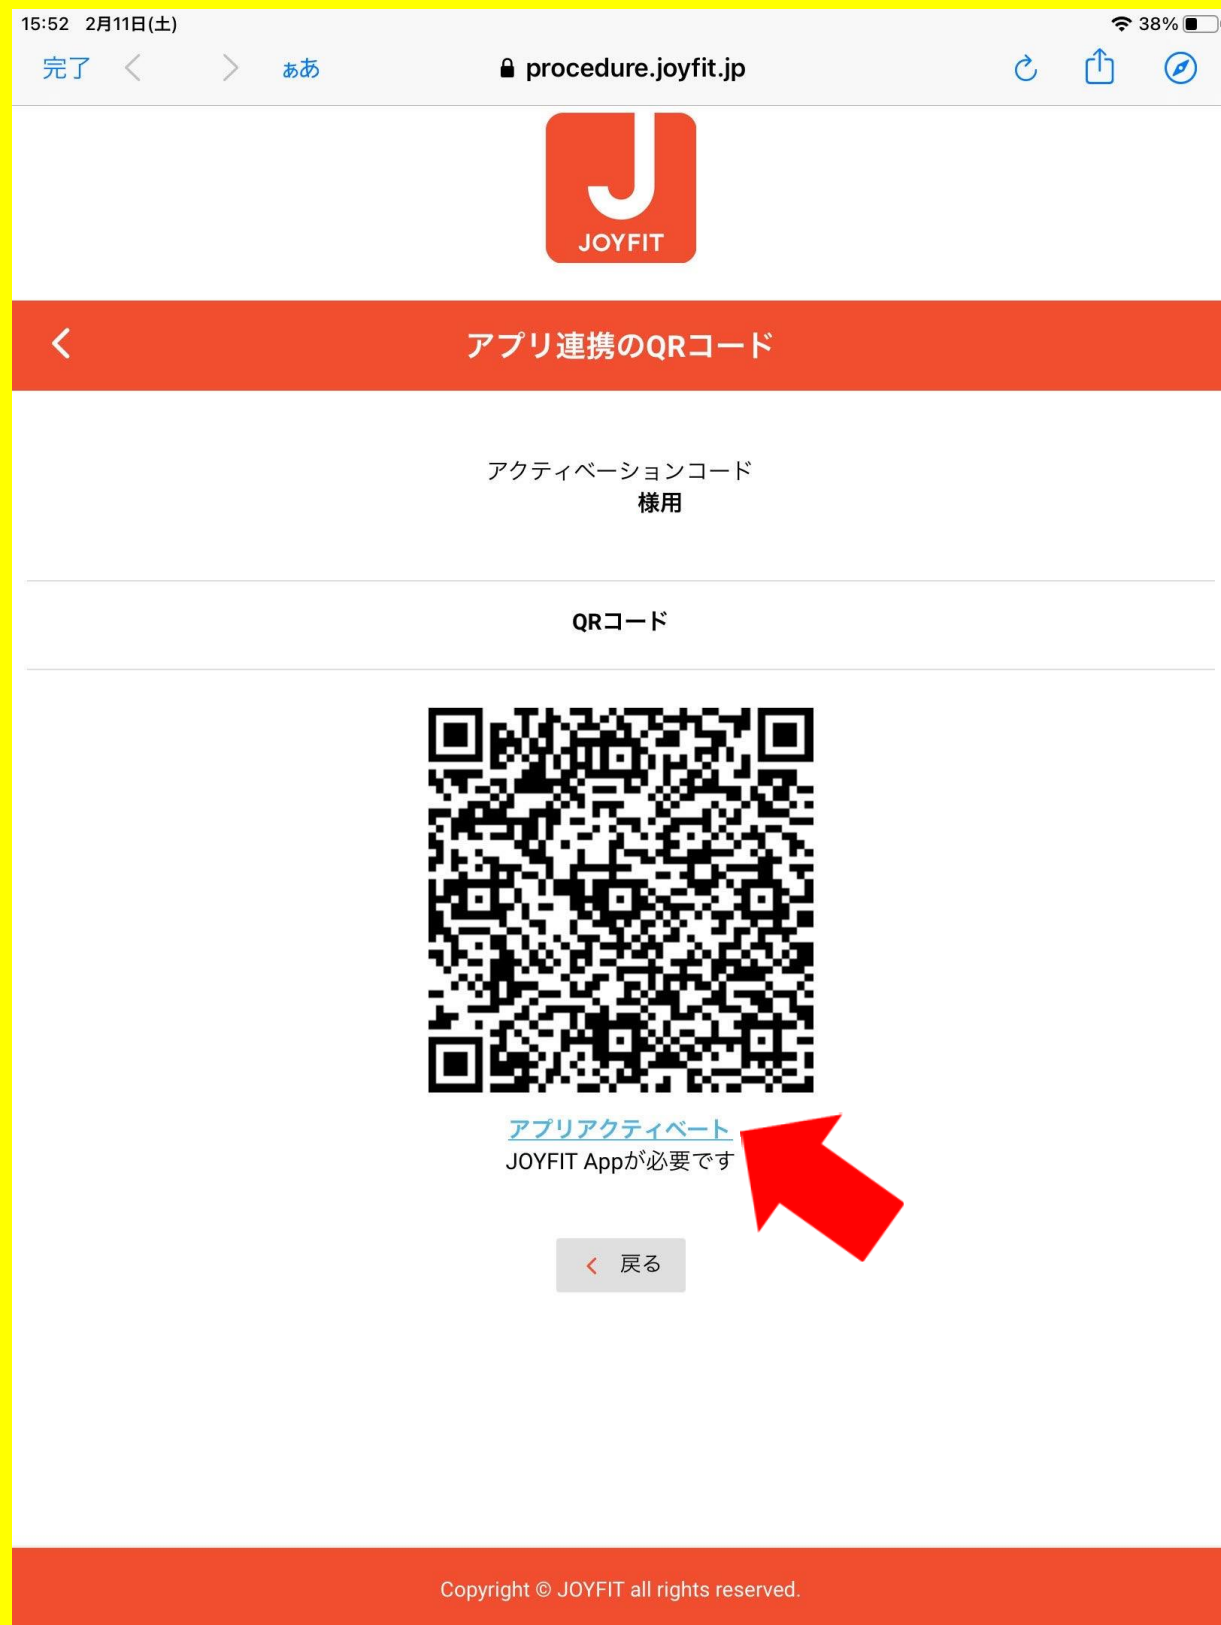 15:52 2月11日(土) 38%
完了 ぁあ procedure.joyfit.jp
JOYFIT
アプリ連携のQRコード
アクティベーションコード
様用
QRコード
アプリアクティベート
JOYFIT Appが必要です
戻る
Copyright © JOYFIT all rights reserved.